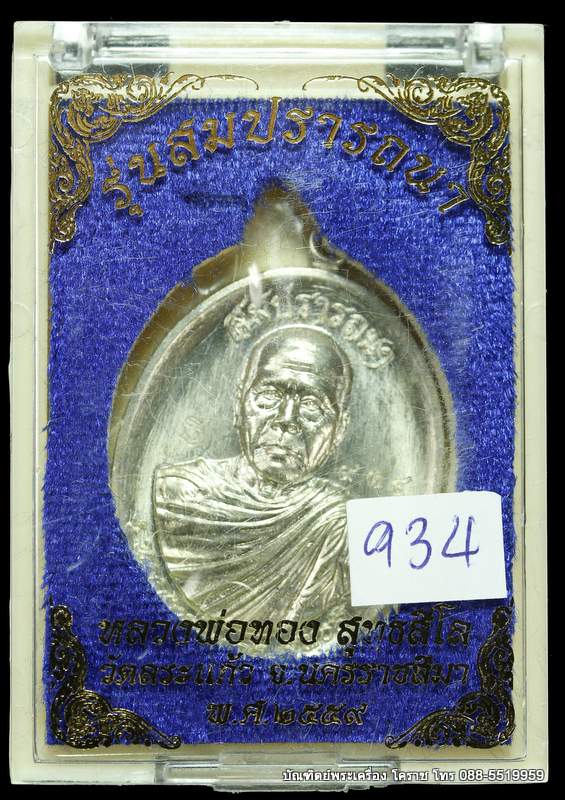 รุ่นสมปรารถนา
สมปรารถนา
934
หลวงพ่อทอง สุทธสีโล
วัดสระแก้ว จ.นครราชสีมา
พ.ศ.๒๕๕๙
บัณฑิตย์พระเครื่อง โคราช โทร 088-5519959